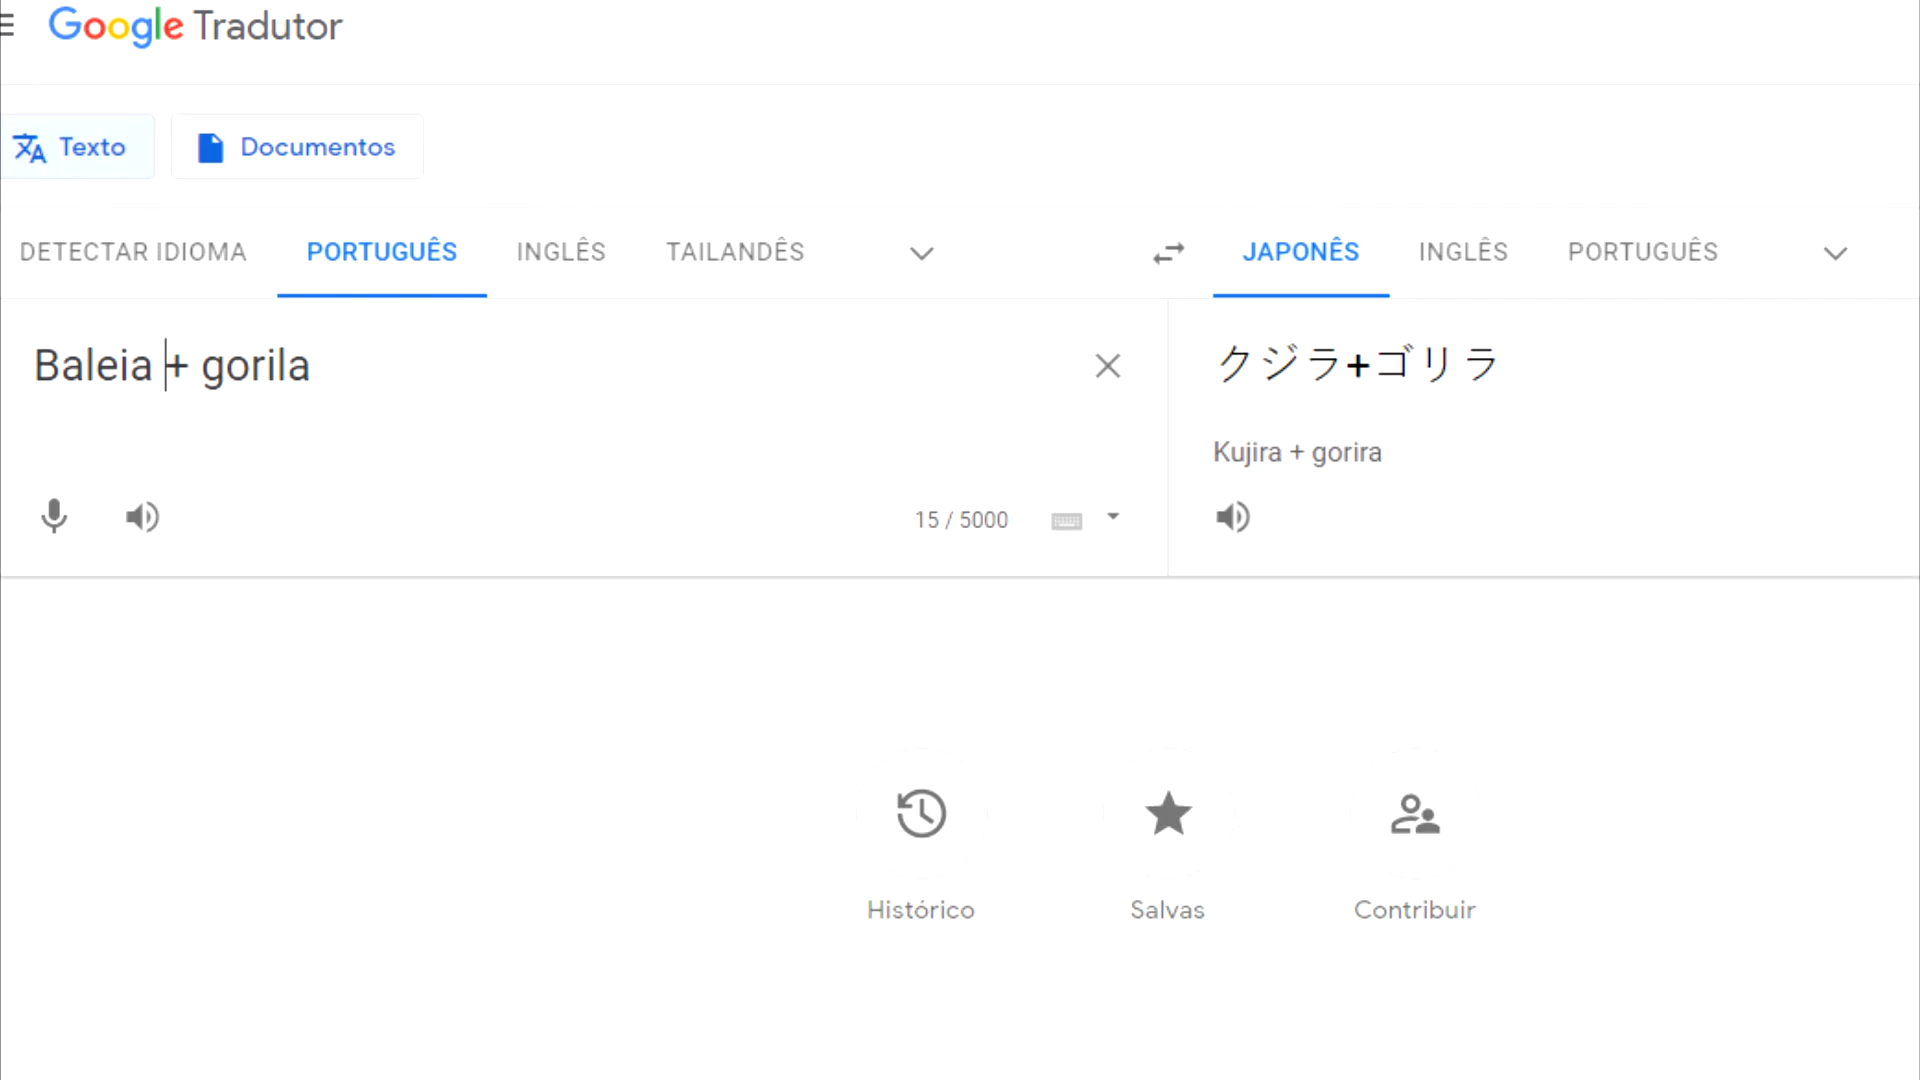 Google Tradutor
Texto
Documentos
DETECTAR IDIOMA
PORTUGUÊS
INGLÊS
TAILANDÊS
JAPONÊS
INGLÊS
PORTUGUÊS
Baleia + gorila
クジラ+ゴリラ
Kujira + gorira
15 / 5000
Histórico
Salvas
Contribuir